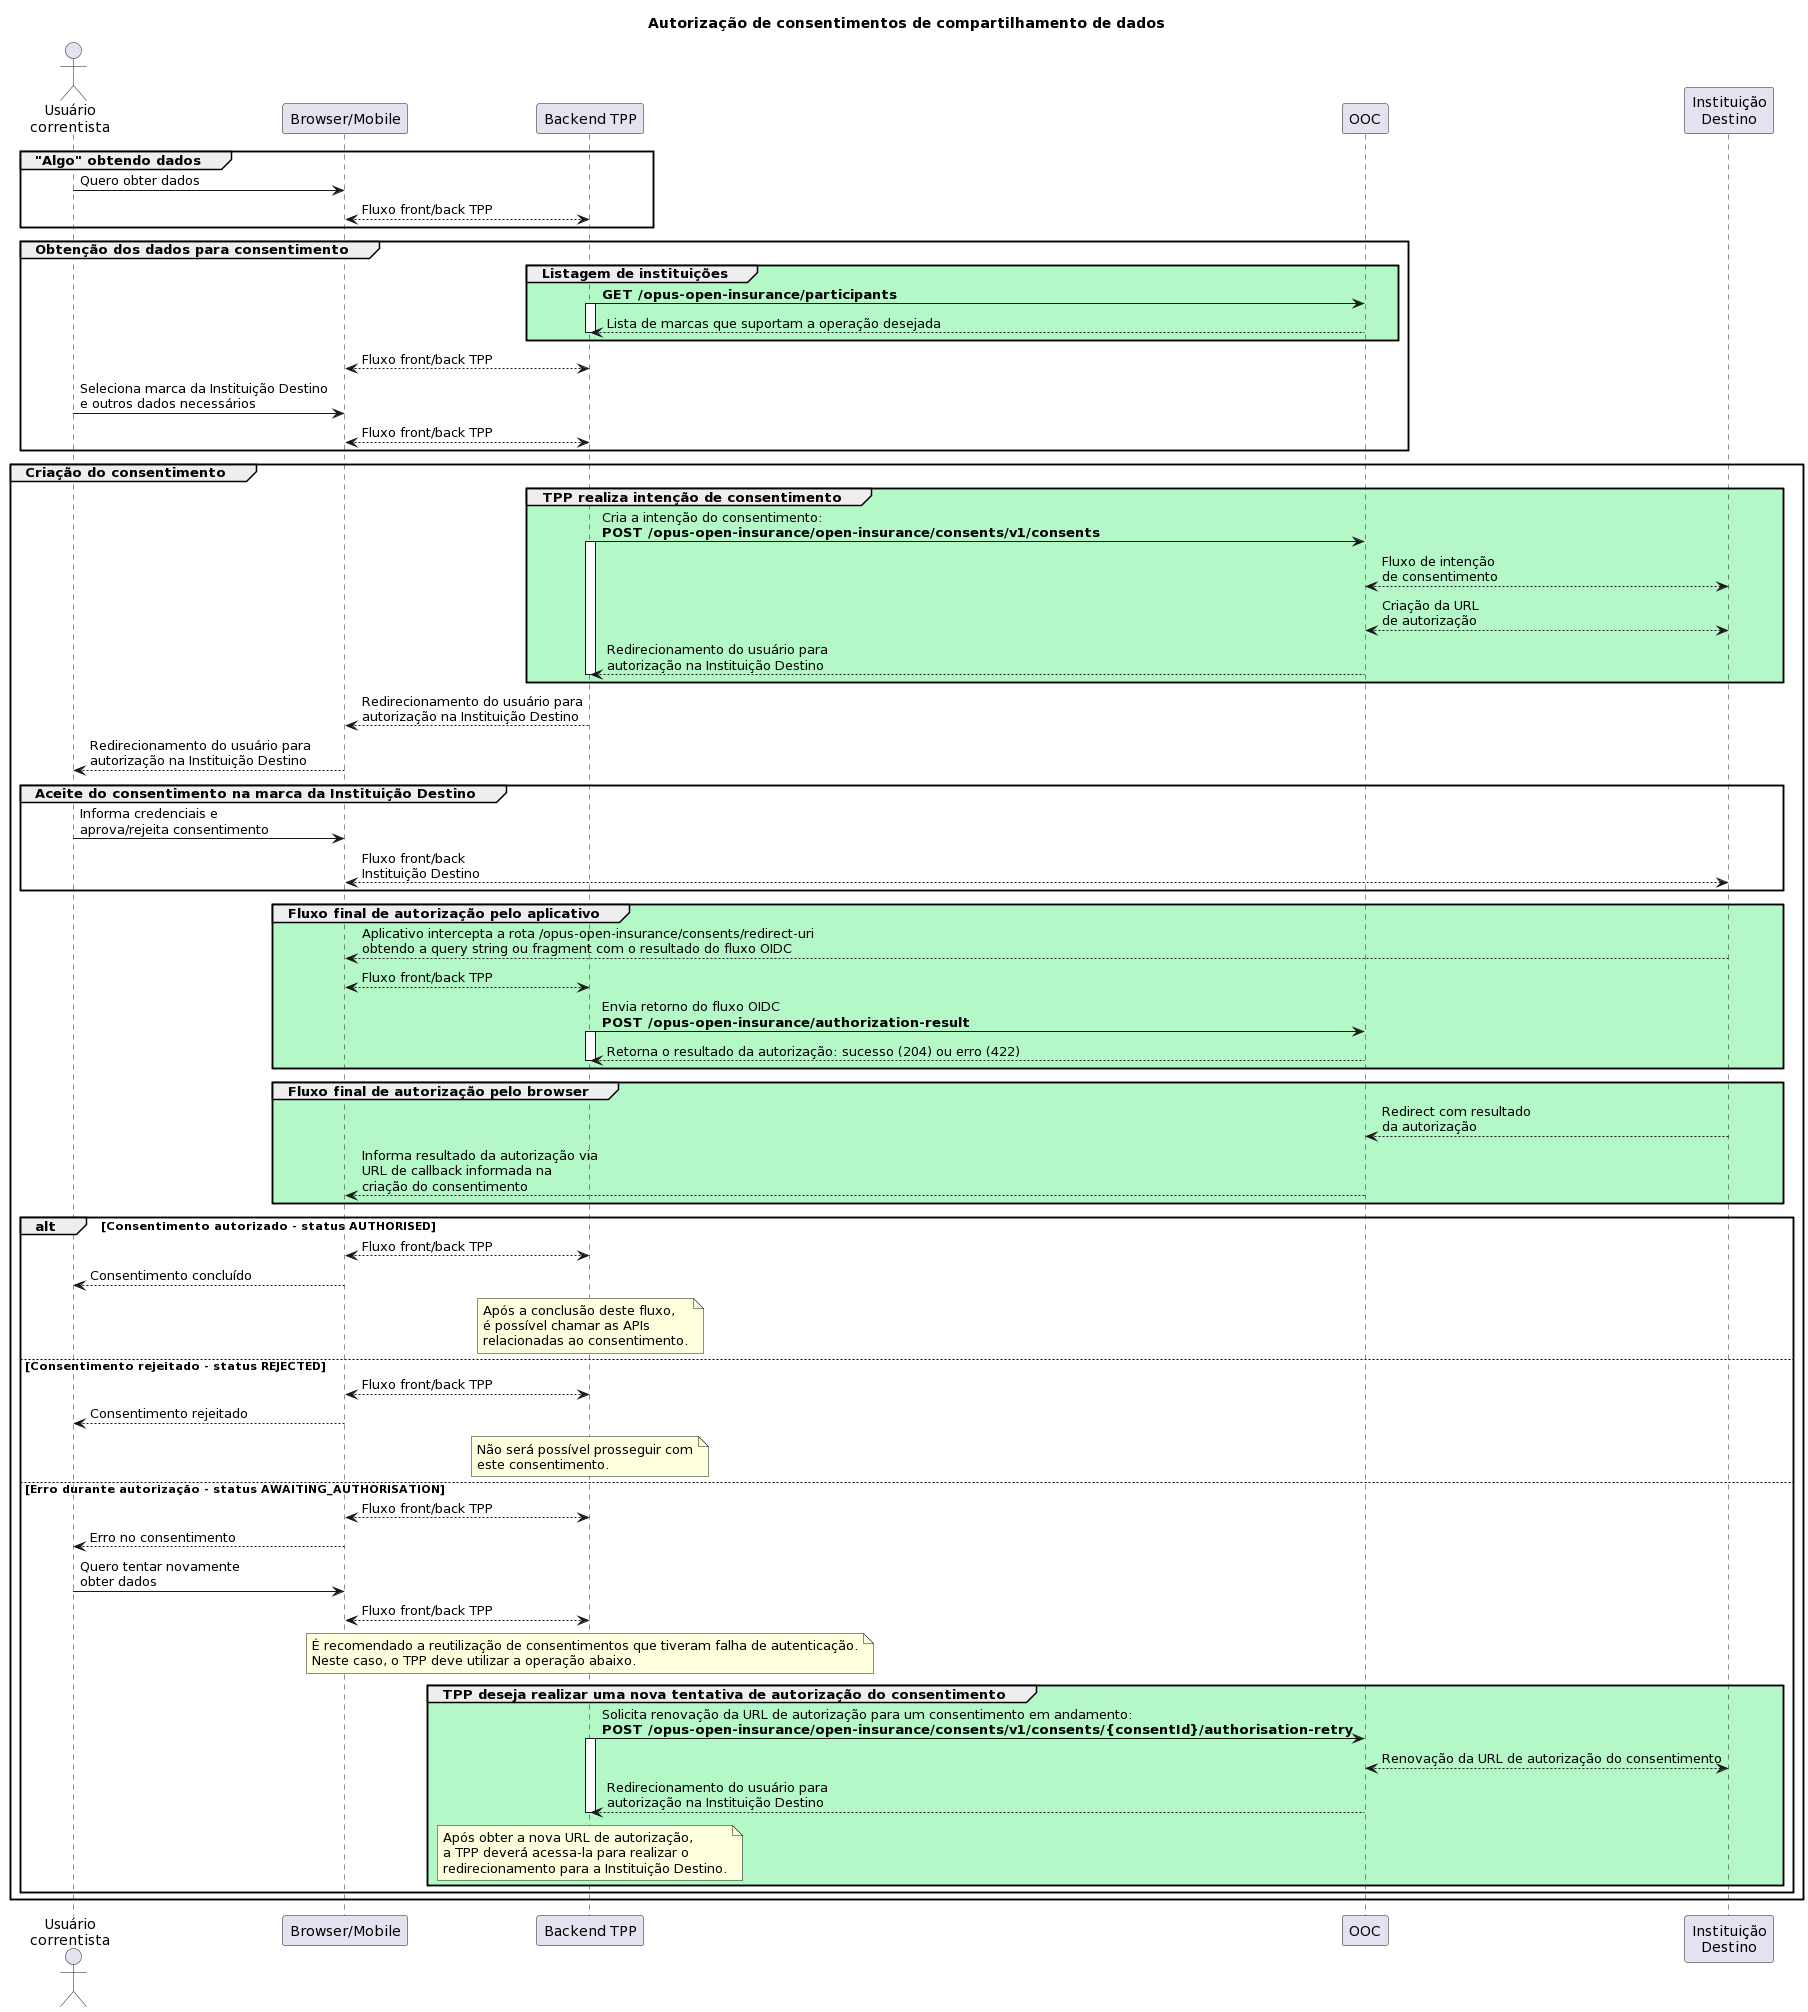 Autorização de consentimentos de compartilhamento de dados
Usuário
correntista
Browser/Mobile
Backend TPP
OOC
Instituição
Destino
"Algo" obtendo dados
Quero obter dados
Fluxo front/back TPP
Obtenção dos dados para consentimento
Listagem de instituições
GET /opus-open-insurance/participants
Lista de marcas que suportam a operação desejada
Fluxo front/back TPP
Seleciona marca da Instituição Destino
e outros dados necessários
Fluxo front/back TPP
Criação do consentimento
TPP realiza intenção de consentimento
Cria a intenção do consentimento:
POST /opus-open-insurance/open-insurance/consents/v1/consents
Fluxo de intenção
de consentimento
Criação da URL
de autorização
Redirecionamento do usuário para
autorização na Instituição Destino
Redirecionamento do usuário para
autorização na Instituição Destino
Redirecionamento do usuário para
autorização na Instituição Destino
Aceite do consentimento na marca da Instituição Destino
Informa credenciais e
aprova/rejeita consentimento
Fluxo front/back
Instituição Destino
Fluxo final de autorização pelo aplicativo
Aplicativo intercepta a rota /opus-open-insurance/consents/redirect-uri
obtendo a query string ou fragment com o resultado do fluxo OIDC
Fluxo front/back TPP
Envia retorno do fluxo OIDC
POST /opus-open-insurance/authorization-result
Retorna o resultado da autorização: sucesso (204) ou erro (422)
Fluxo final de autorização pelo browser
Redirect com resultado
da autorização
Informa resultado da autorização via
URL de callback informada na
criação do consentimento
alt [Consentimento autorizado - status AUTHORISED]
Fluxo front/back TPP
Consentimento concluído
Após a conclusão deste fluxo,
é possível chamar as APIs
relacionadas ao consentimento.
[Consentimento rejeitado - status REJECTED]
Fluxo front/back TPP
Consentimento rejeitado
Não será possível prosseguir com
este consentimento.
[Erro durante autorização - status AWAITING_AUTHORISATION]
Fluxo front/back TPP
Erro no consentimento
Quero tentar novamente
obter dados
Fluxo front/back TPP
É recomendado a reutilização de consentimentos que tiveram falha de autenticação.
Neste caso, o TPP deve utilizar a operação abaixo.
TPP deseja realizar uma nova tentativa de autorização do consentimento
Solicita renovação da URL de autorização para um consentimento em andamento:
POST /opus-open-insurance/open-insurance/consents/v1/consents/{consentId}/authorisation-retry
Renovação da URL de autorização do consentimento
Redirecionamento do usuário para
autorização na Instituição Destino
Após obter a nova URL de autorização,
a TPP deverá acessa-la para realizar o
redirecionamento para a Instituição Destino.
Usuário
correntista
Browser/Mobile
Backend TPP
OOC
Instituição
Destino